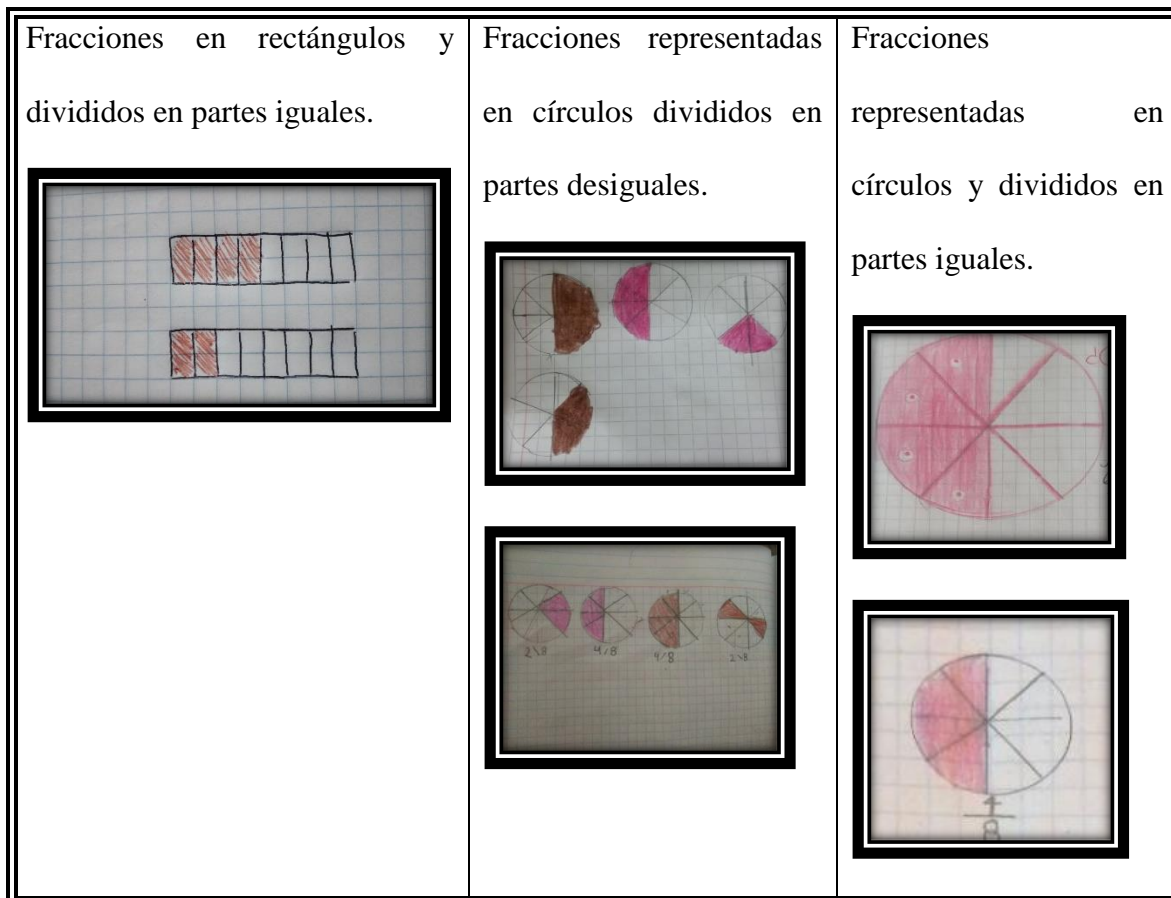 Fracciones en rectángulos y
divididos en partes iguales.
Fracciones representadas
en círculos divididos en
partes desiguales.
2\8
4/8
4/8
2\8
Fracciones
representadas en
círculos y divididos en
partes iguales.
4
8